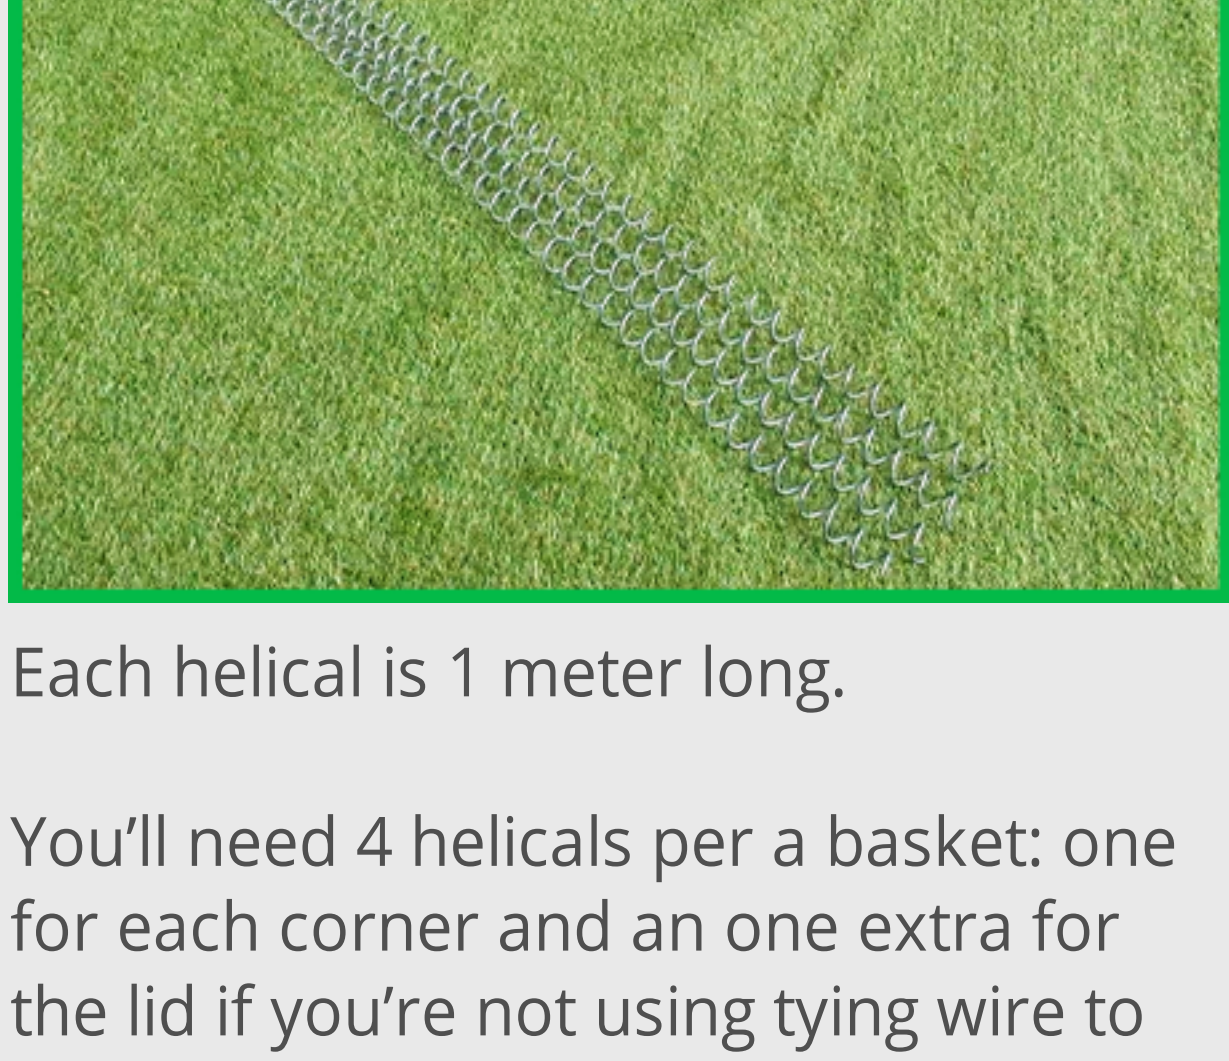 Each helical is 1 meter long.
You’ll need 4 helicals per a basket: one
for each corner and an one extra for
the lid if you’re not using tying wire to